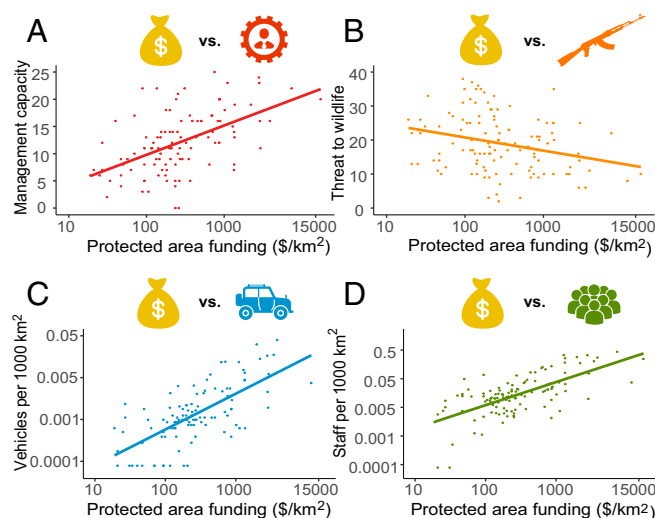 A
$ vs.
Management capacity
25
20
15
10
5
0
10 100 1000 15000
Protected area funding ($/km²)
B
$ vs.
Threat to wildlife
40
30
20
10
0
10 100 1000 15000
Protected area funding ($/km²)
C
$ vs.
Vehicles per 1000 km²
0.05
0.005
0.001
0.0001
10 100 1000 15000
Protected area funding ($/km²)
D
$ vs.
Staff per 1000 km²
0.5
0.05
0.005
0.001
0.0001
10 100 1000 15000
Protected area funding ($/km²)